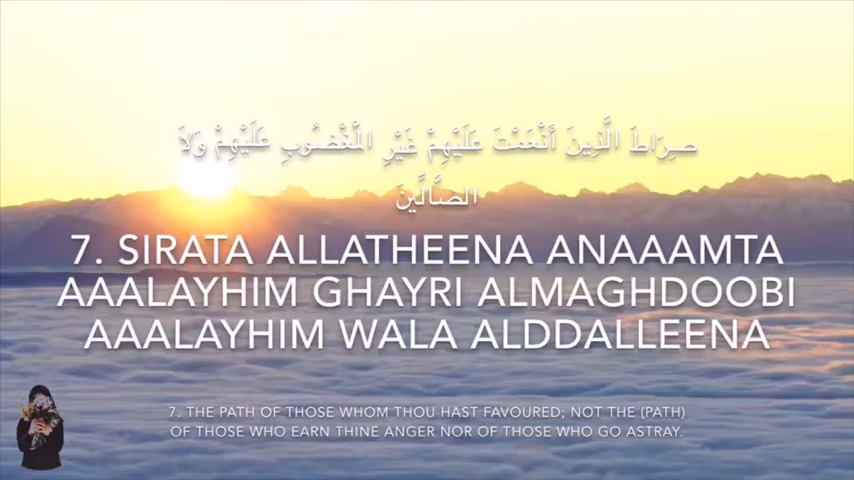 صِرَاطَ الَّذِينَ أَنْعَمْتَ عَلَيْهِمْ غَيْرِ الْمَغْضُوبِ عَلَيْهِمْ وَلَا
الضَّالِّينَ
7. SIRATA ALLATHEENA ANAAAMTA
AAALAYHIM GHAYRI ALMAGHDOOBI
AAALAYHIM WALA ALDDALLEENA
7. THE PATH OF THOSE WHOM THOU HAST FAVOURED; NOT THE (PATH)
OF THOSE WHO EARN THINE ANGER NOR OF THOSE WHO GO ASTRAY.